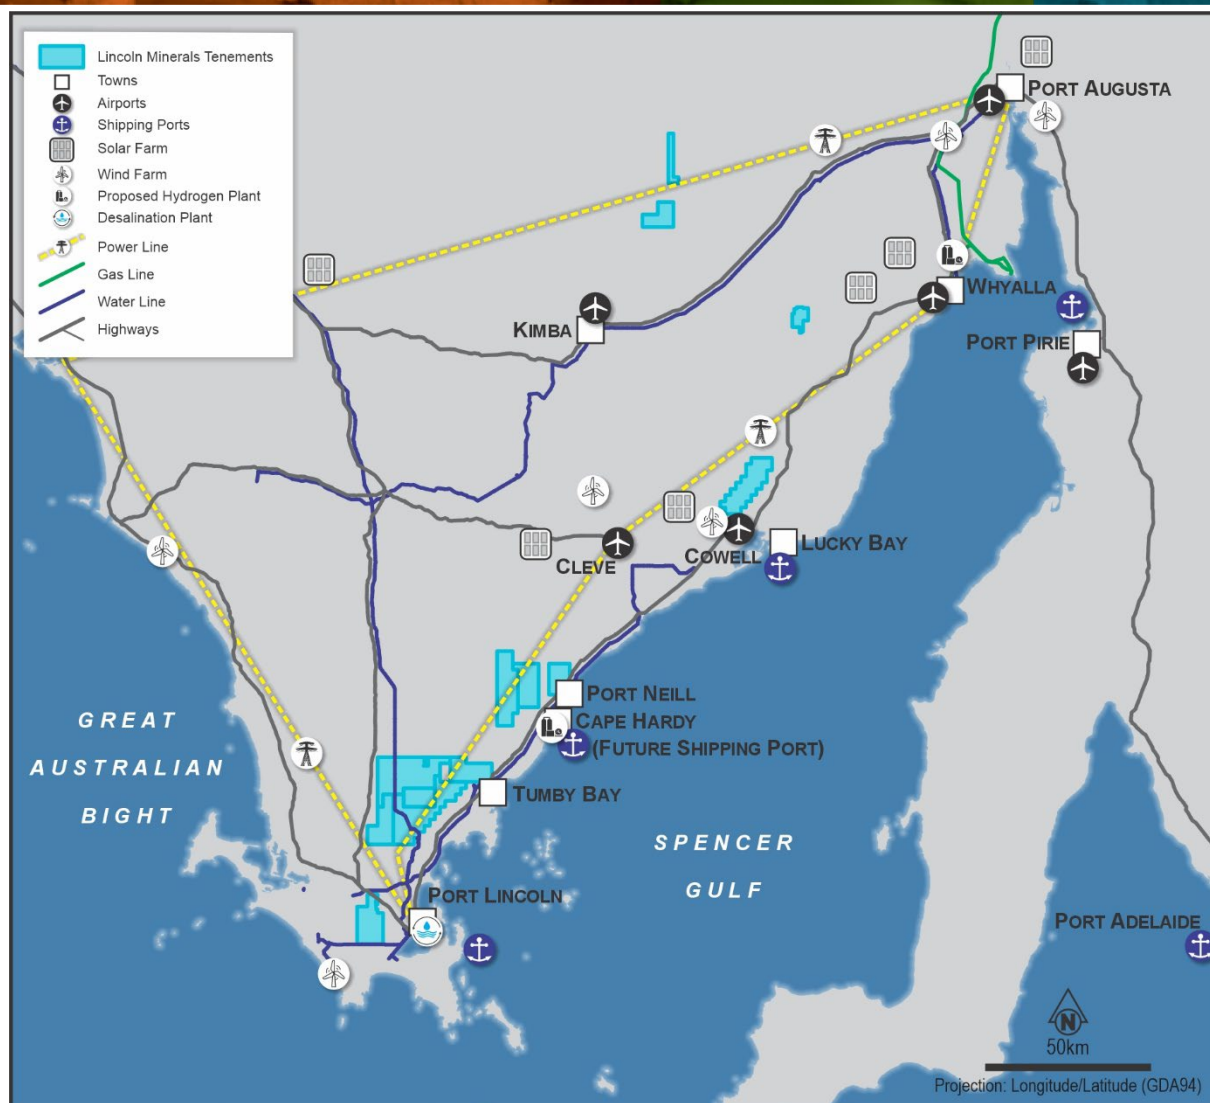 Lincoln Minerals Tenements
Towns
Airports
Shipping Ports
Solar Farm
Wind Farm
Proposed Hydrogen Plant
Desalination Plant
Power Line
Gas Line
Water Line
Highways
PORT AUGUSTA
WHYALLA
KIMBA
PORT PIRIE
CLEVE
COWELL
LUCKY BAY
PORT NEILL
CAPE HARDY
(FUTURE SHIPPING PORT)
TUMBY BAY
GREAT
AUSTRALIAN
BIGHT
SPENCER
GULF
PORT LINCOLN
PORT ADELAIDE
N
50km
Projection: Longitude/Latitude (GDA94)